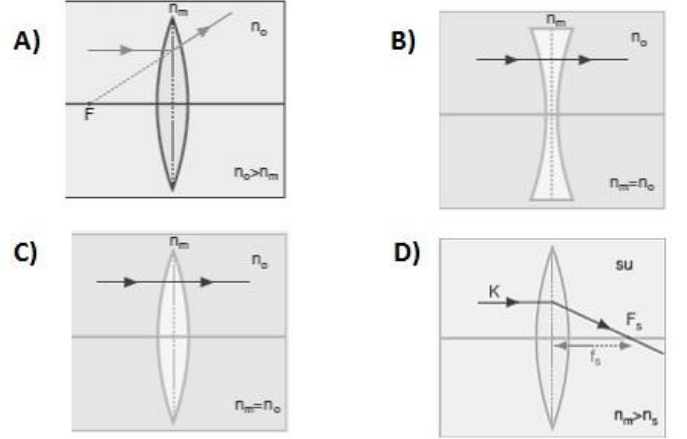 A)
nₘ
nₒ
F
nₒ>nₘ
B)
nₘ
nₒ
nₘ=nₒ
C)
nₘ
nₒ
nₘ=nₒ
D)
su
K
Fₛ
fₛ
nₘ>nₛ